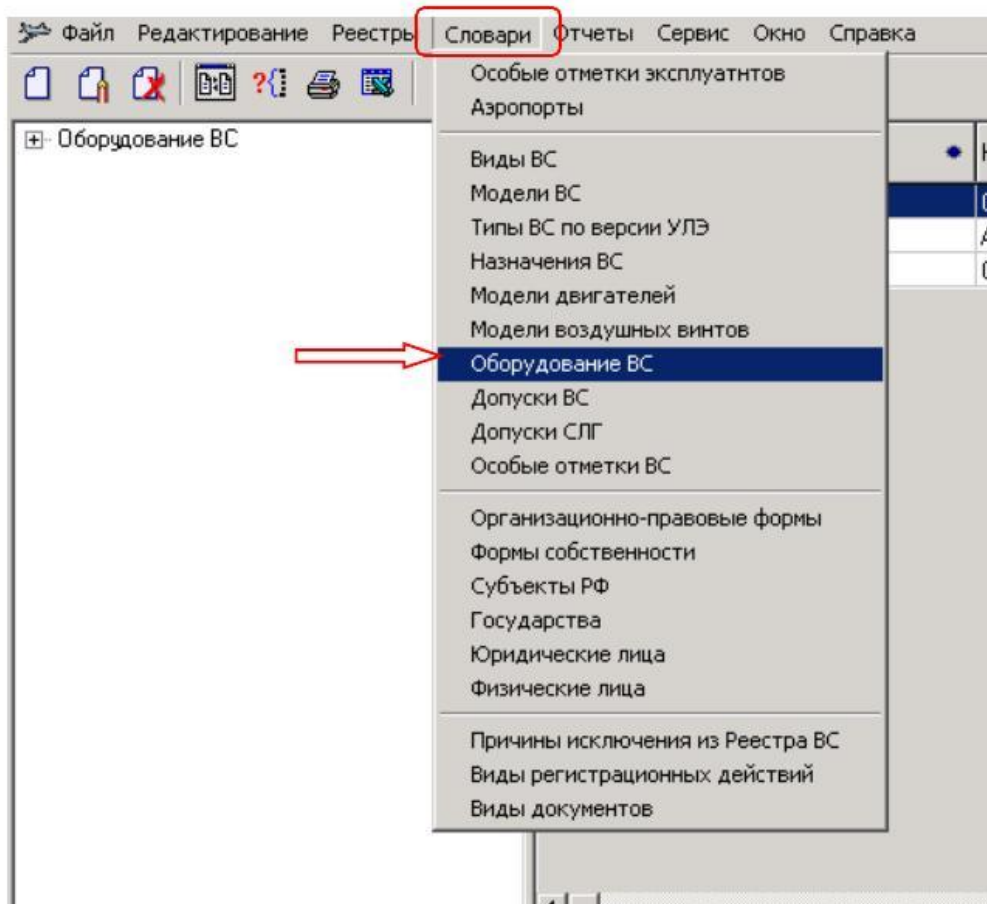 Файл Редактирование Реестры Словари Отчеты Сервис Окно Справка
Особые отметки эксплуатнтов
Аэропорты
Оборудование ВС
Виды ВС
Модели ВС
Типы ВС по версии УЛЭ
Назначения ВС
Модели двигателей
Модели воздушных винтов
Оборудование ВС
Допуски ВС
Допуски СЛГ
Особые отметки ВС
Организационно-правовые формы
Формы собственности
Субъекты РФ
Государства
Юридические лица
Физические лица
Причины исключения из Реестра ВС
Виды регистрационных действий
Виды документов